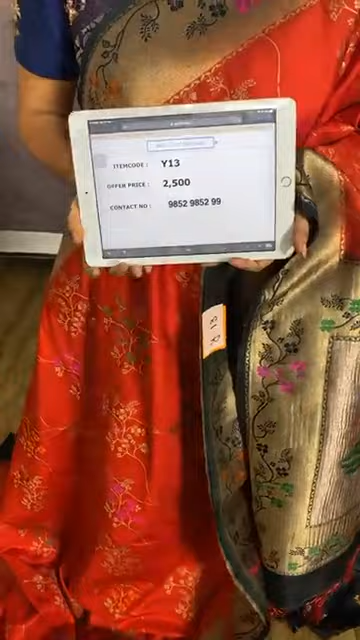 ITEMCODE : Y13
OFFER PRICE : 2,500
CONTACT NO : 9852 9852 99